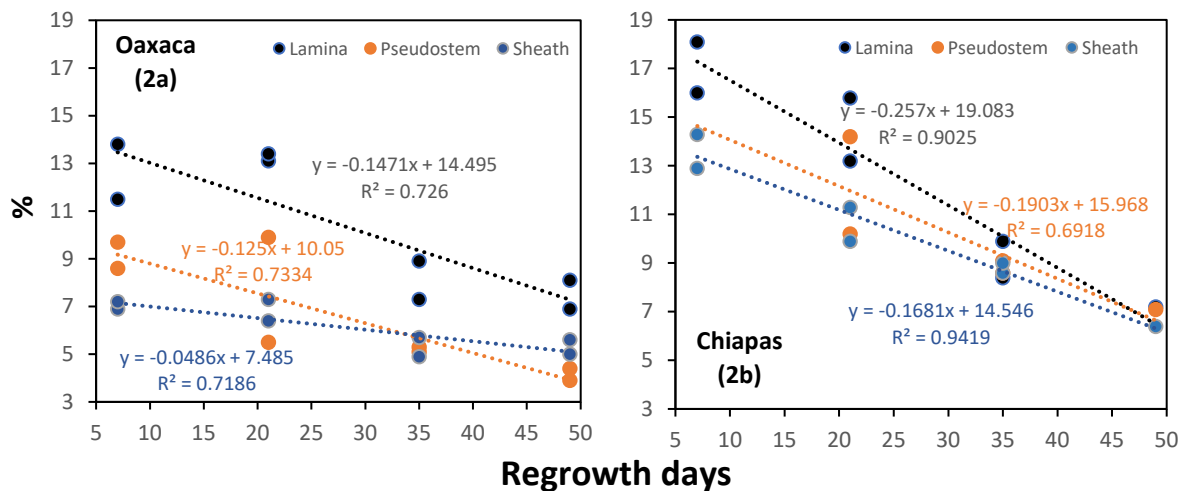 Oaxaca
(2a)
Lamina Pseudostem Sheath
y = -0.1471x + 14.495
R² = 0.726
y = -0.125x + 10.05
R² = 0.7334
y = -0.0486x + 7.485
R² = 0.7186
19
17
15
13
11
9
7
5
3
%
5 10 15 20 25 30 35 40 45 50
Lamina Pseudostem Sheath
y = -0.257x + 19.083
R² = 0.9025
y = -0.1903x + 15.968
R² = 0.6918
y = -0.1681x + 14.546
R² = 0.9419
Chiapas
(2b)
19
17
15
13
11
9
7
5
3
5 10 15 20 25 30 35 40 45 50
Regrowth days